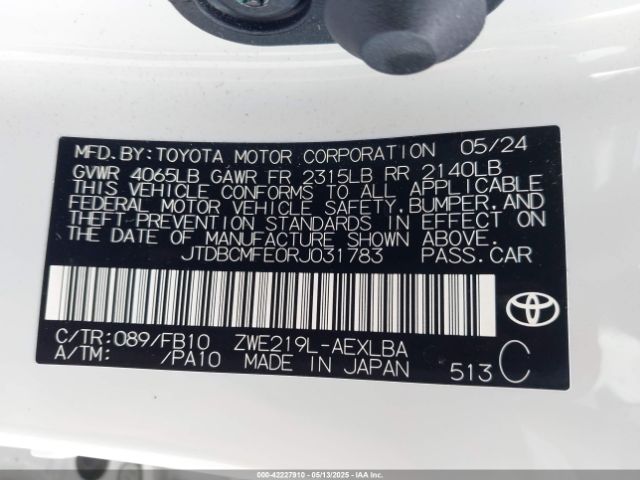 MFD.BY:TOYOTA MOTOR CORPORATION 05/24
GVWR 4065LB GAWR FR 2315LB RR 2140LB
THIS VEHICLE CONFORMS TO ALL APPLICABLE
FEDERAL MOTOR VEHICLE SAFETY,BUMPER,AND
THEFT PREVENTION STANDARDS IN EFFECT ON
THE DATE OF MANUFACTURE SHOWN ABOVE.
JTDBCMFE0RJ031783 PASS.CAR
C/TR:089/FB10 ZWE219L-AEXLBA
A/TM: /PA10 MADE IN JAPAN 513 C
000-42227910 - 05/13/2025 - IAA, LLC.